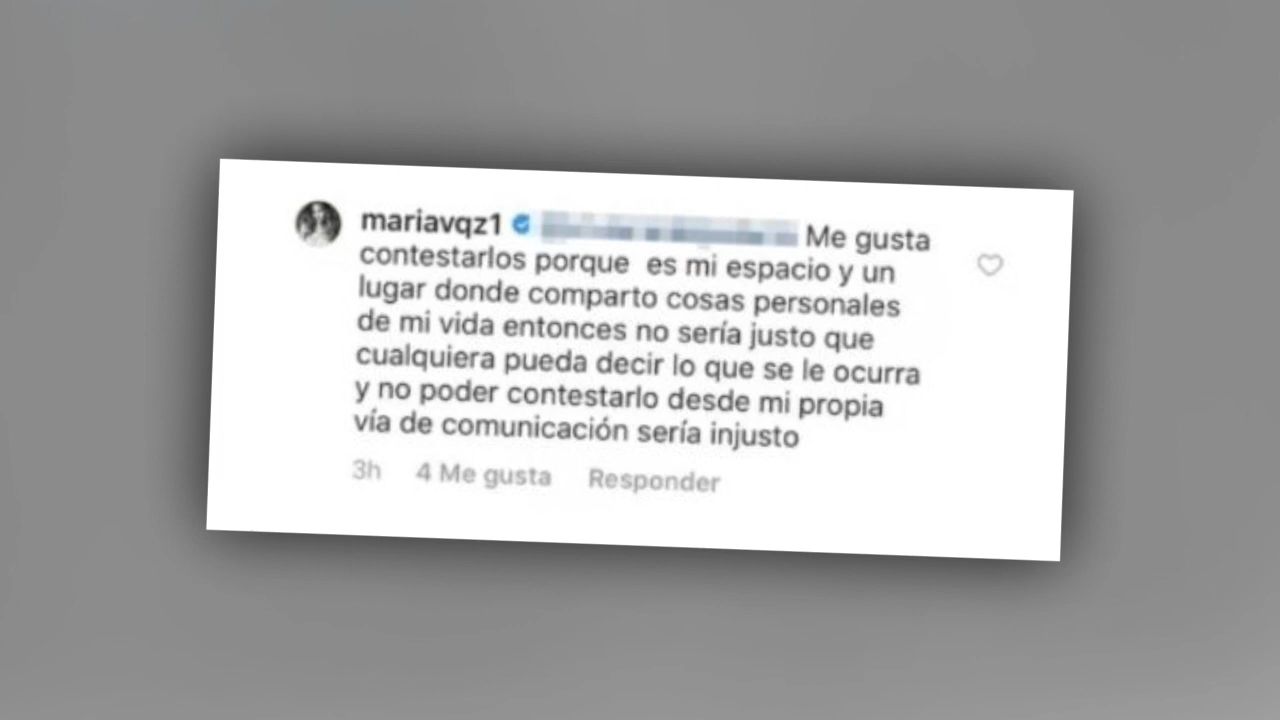 mariavqz1 Me gusta
contestarlos porque  es mi espacio y un
lugar donde comparto cosas personales
de mi vida entonces no sería justo que
cualquiera pueda decir lo que se le ocurra
y no poder contestarlo desde mi propia
vía de comunicación sería injusto
3h 4 Me gusta Responder